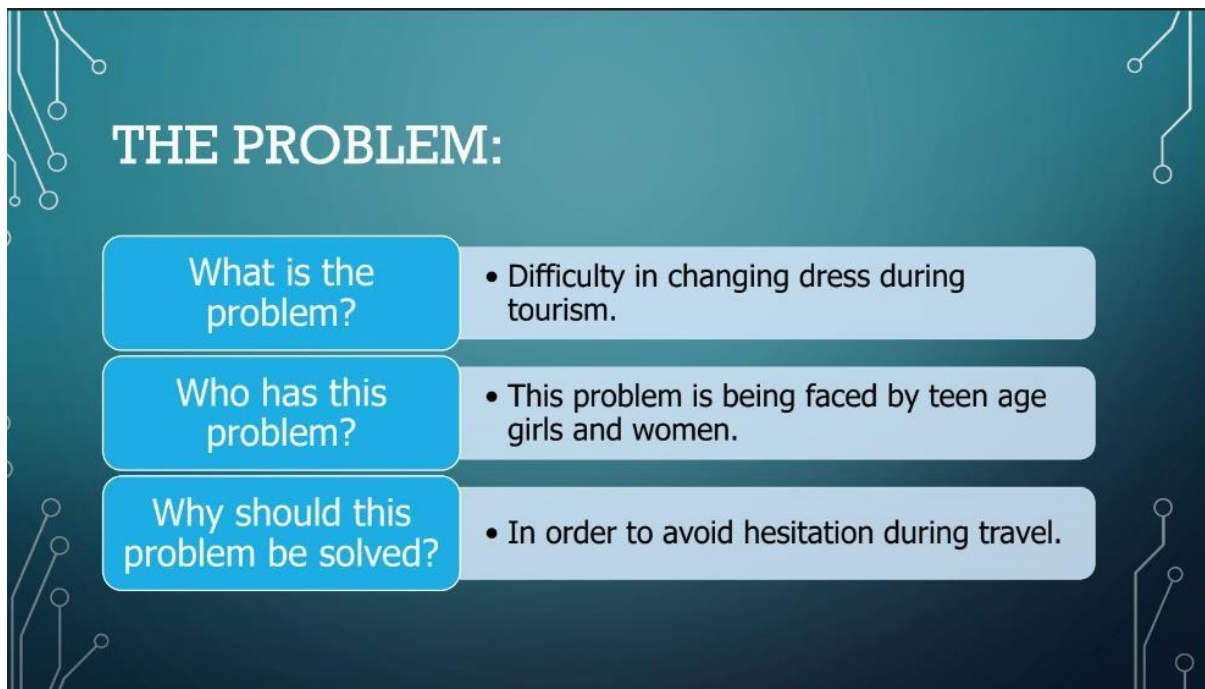 THE PROBLEM:
What is the
problem?
• Difficulty in changing dress during
tourism.
Who has this
problem?
• This problem is being faced by teen age
girls and women.
Why should this
problem be solved?
• In order to avoid hesitation during travel.